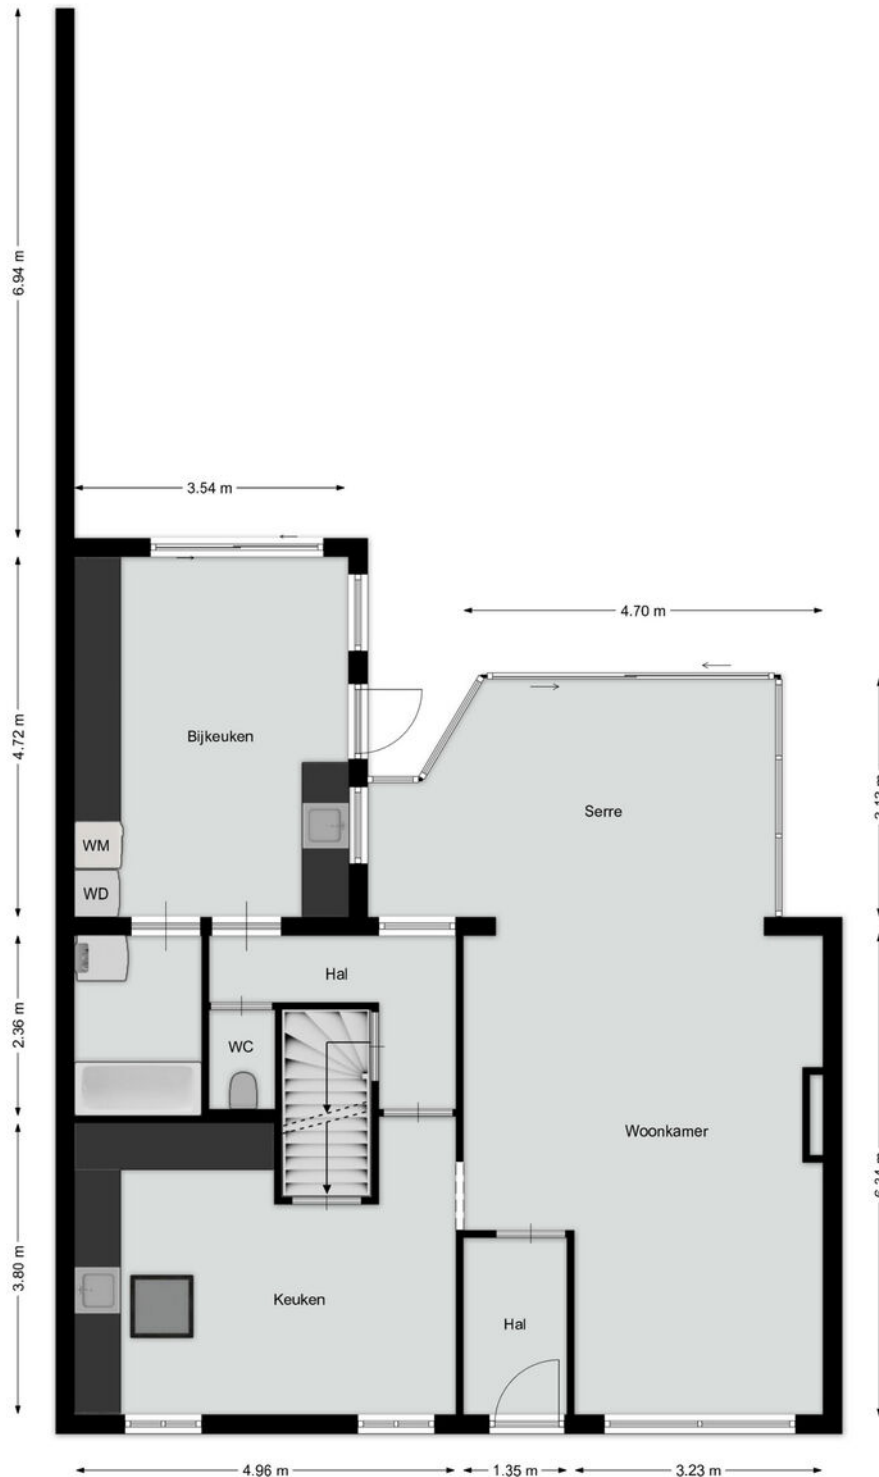 6.94 m
3.54 m
4.70 m
4.72 m
Bijkeuken
Serre
WM
WD
Hal
2.36 m
WC
Woonkamer
3.80 m
Keuken
Hal
4.96 m
1.35 m
3.23 m